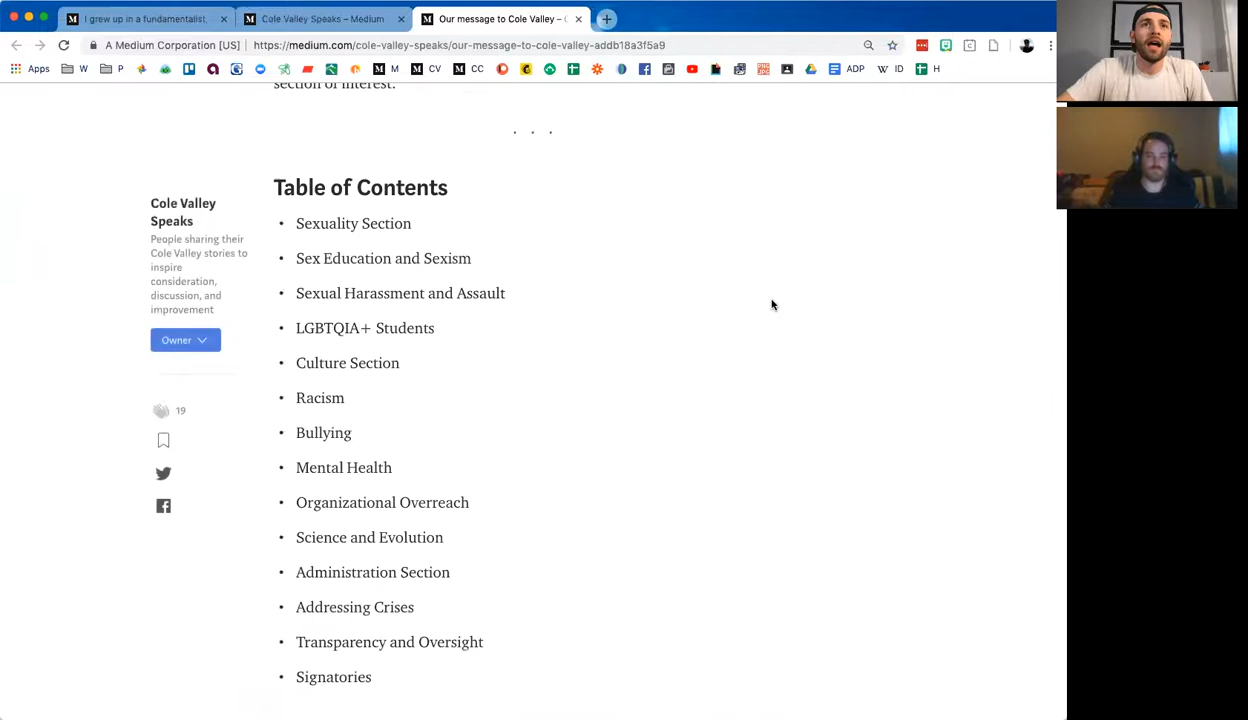 I grew up in a fundamentalist,
Cole Valley Speaks – Medium
Our message to Cole Valley –
A Medium Corporation [US]
https://medium.com/cole-valley-speaks/our-message-to-cole-valley-addb18a3f5a9
Apps
W
P
M
CV
CC
ADP
ID
H
section of interest.
. . .
Table of Contents
Cole Valley
Speaks
People sharing their
Cole Valley stories to
inspire
consideration,
discussion, and
improvement
Owner
19
• Sexuality Section
• Sex Education and Sexism
• Sexual Harassment and Assault
• LGBTQIA+ Students
• Culture Section
• Racism
• Bullying
• Mental Health
• Organizational Overreach
• Science and Evolution
• Administration Section
• Addressing Crises
• Transparency and Oversight
• Signatories